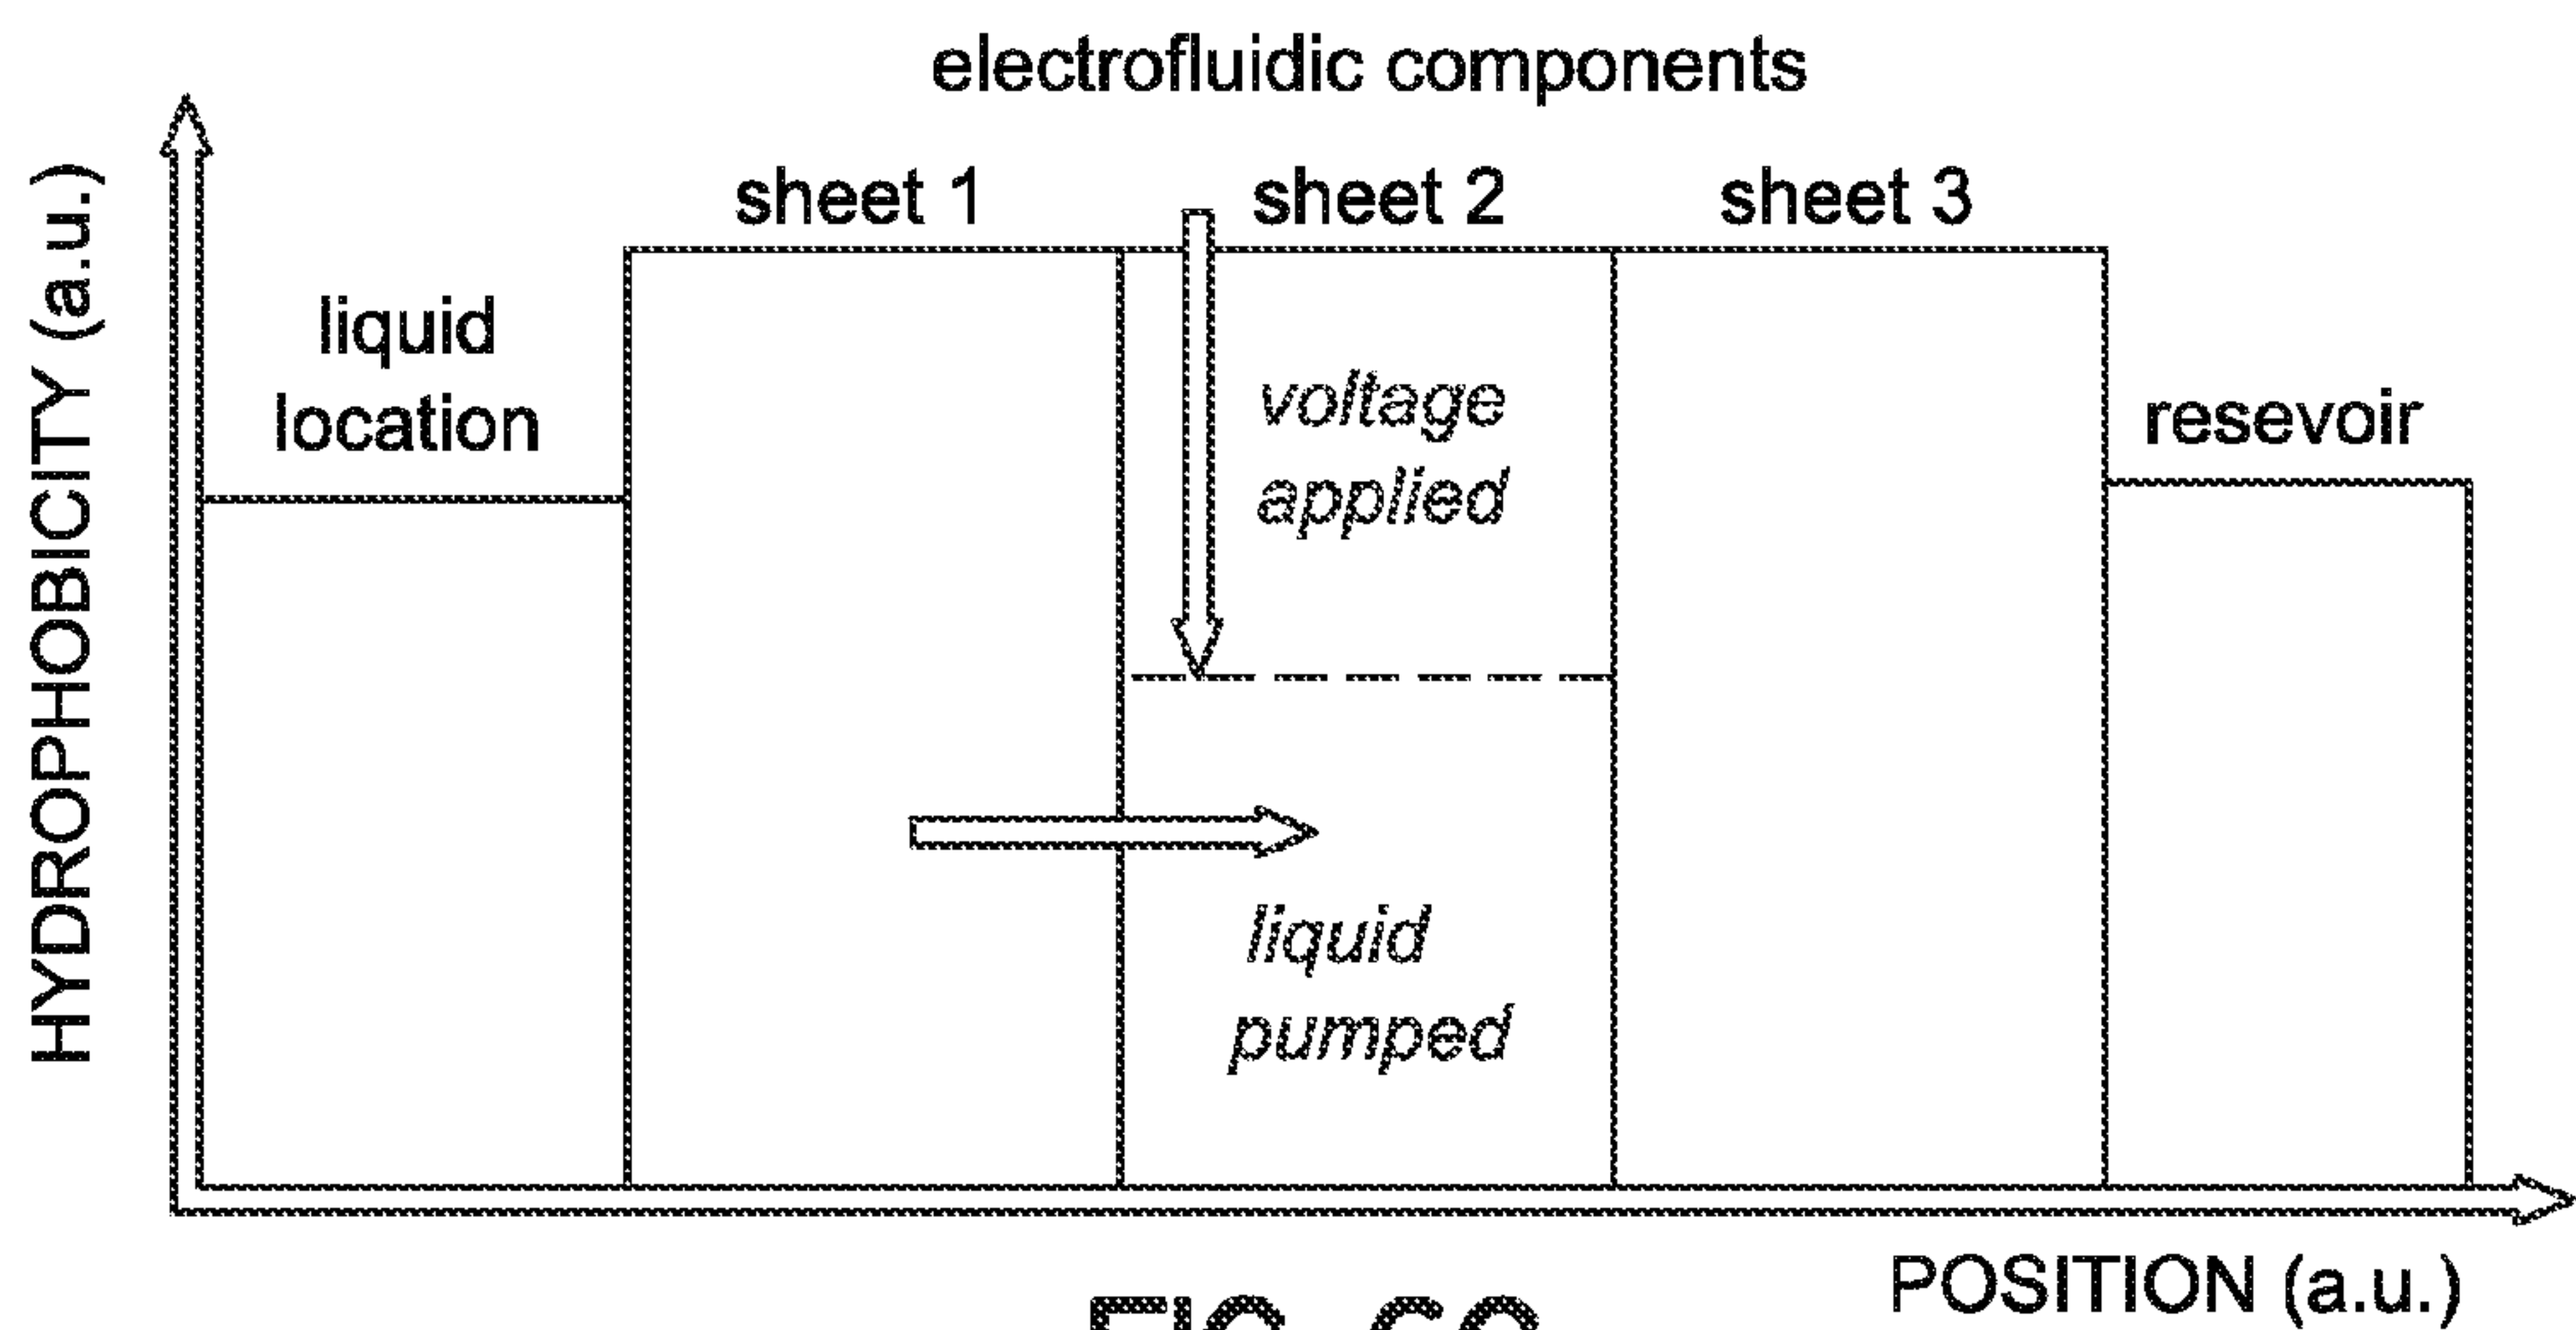 electrofluidic components
HYDROPHOBICITY (a.u.)
sheet 1
sheet 2
sheet 3
liquid
location
voltage
applied
resevoir
liquid
pumped
POSITION (a.u.)